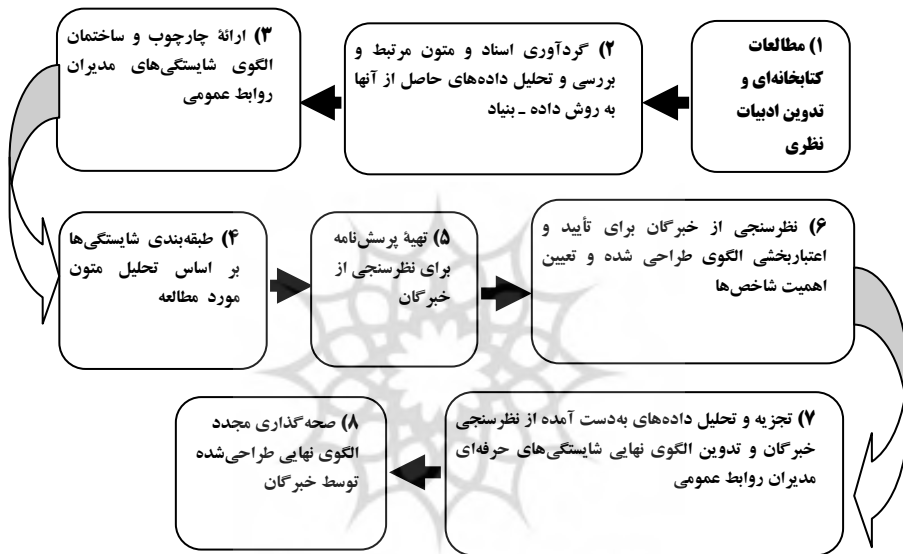 ۱) مطالعات
کتابخانه‌ای و
تدوین ادبیات
نظری
۲) گردآوری اسناد و متون مرتبط و
بررسی و تحلیل داده‌های حاصل از آنها
به روش داده ـ بنیاد
۳) ارائهٔ چارچوب و ساختمان
الگوی شایستگی‌های مدیران
روابط عمومی
۴) طبقه‌بندی شایستگی‌ها
بر اساس تحلیل متون
مورد مطالعه
۵) تهیهٔ پرسش‌نامه
برای نظرسنجی از
خبرگان
۶) نظرسنجی از خبرگان برای تأیید و
اعتباربخشی الگوی طراحی شده و تعیین
اهمیت شاخص‌ها
۷) تجزیه و تحلیل داده‌های به‌دست آمده از نظرسنجی
خبرگان و تدوین الگوی نهایی شایستگی‌های حرفه‌ای
مدیران روابط عمومی
۸) صحه‌گذاری مجدد
الگوی نهایی طراحی‌شده
توسط خبرگان